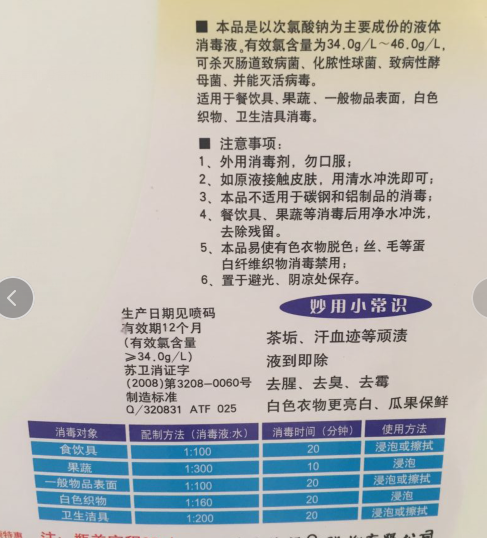 ■ 本品是以次氯酸钠为主要成份的液体
消毒液。有效氯含量为34.0g/L~46.0g/L,
可杀灭肠道致病菌、化脓性球菌、致病性酵
母菌、并能灭活病毒。
适用于餐饮具、果蔬、一般物品表面，白色
织物、卫生洁具消毒。
■ 注意事项：
1、外用消毒剂，勿口服；
2、如原液接触皮肤，用清水冲洗即可；
3、本品不适用于碳钢和铝制品的消毒；
4、餐饮具、果蔬等消毒后用净水冲洗，
去除残留。
5、本品易使有色衣物脱色；丝、毛等蛋
白纤维织物消毒禁用；
6、置于避光、阴凉处保存。
生产日期见喷码
有效期12个月
(有效氯含量
≥34.0g/L)
苏卫消证字
(2008)第3208-0060号
制造标准
Q/320831 ATF 025
妙用小常识
茶垢、汗血迹等顽渍
液到即除
去腥、去臭、去霉
白色衣物更亮白、瓜果保鲜
消毒对象 配制方法（消毒液:水） 消毒时间（分钟） 使用方法
食饮具 1:100 20 浸泡或擦拭
果蔬 1:300 10 浸泡
一般物品表面 1:100 20 浸泡或擦拭
白色织物 1:160 20 浸泡
卫生洁具 1:200 20 浸泡或擦拭